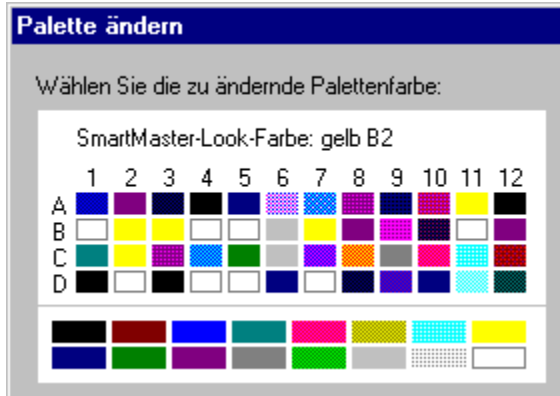 Palette ändern
Wählen Sie die zu ändernde Palettenfarbe:
SmartMaster-Look-Farbe: gelb B2
1 2 3 4 5 6 7 8 9 10 11 12
A
B
C
D